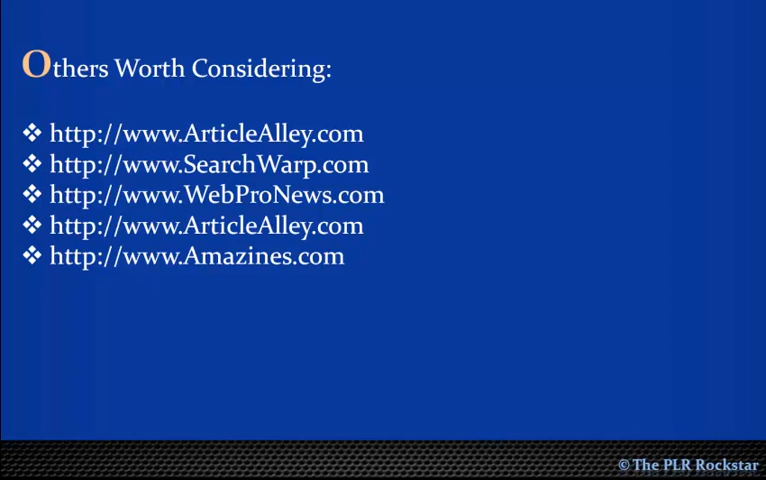 Others Worth Considering:
❖ http://www.ArticleAlley.com
❖ http://www.SearchWarp.com
❖ http://www.WebProNews.com
❖ http://www.ArticleAlley.com
❖ http://www.Amazines.com
© The PLR Rockstar